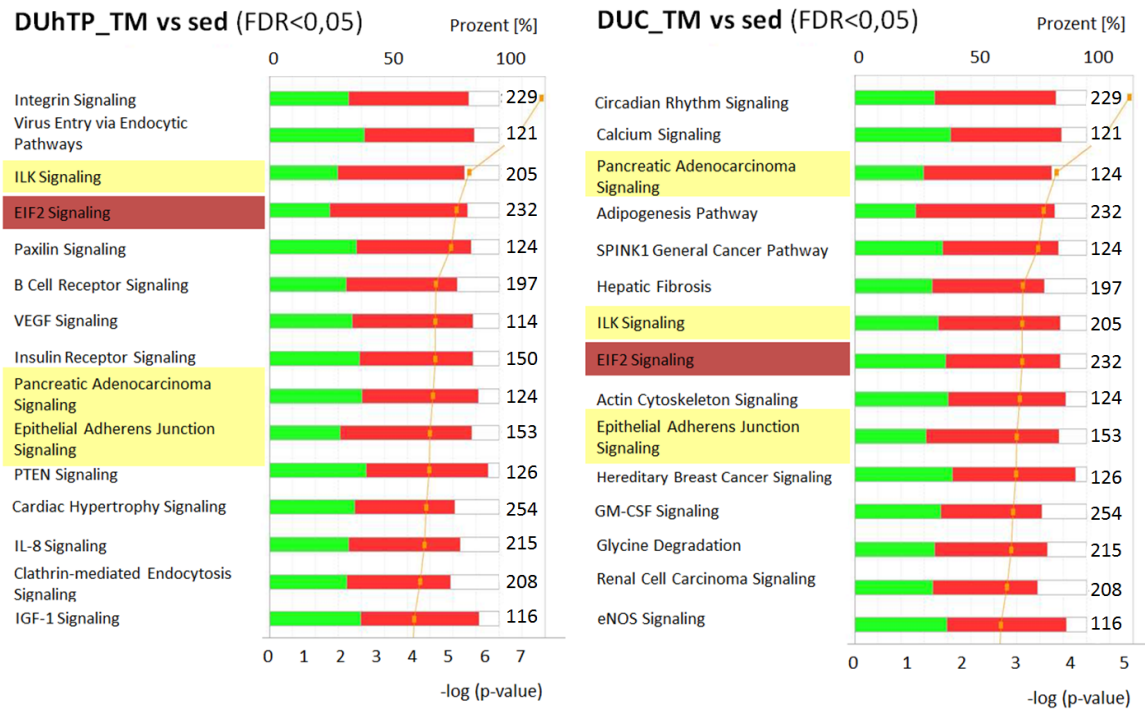 DUhTP_TM vs sed (FDR<0,05)
Prozent [%]
0 50 100
Integrin Signaling 229
Virus Entry via Endocytic
Pathways 121
ILK Signaling 205
EIF2 Signaling 232
Paxilin Signaling 124
B Cell Receptor Signaling 197
VEGF Signaling 114
Insulin Receptor Signaling 150
Pancreatic Adenocarcinoma
Signaling 124
Epithelial Adherens Junction
Signaling 153
PTEN Signaling 126
Cardiac Hypertrophy Signaling 254
IL-8 Signaling 215
Clathrin-mediated Endocytosis
Signaling 208
IGF-1 Signaling 116
0 1 2 3 4 5 6 7
-log (p-value)
DUC_TM vs sed (FDR<0,05)
Prozent [%]
0 50 100
Circadian Rhythm Signaling 229
Calcium Signaling 121
Pancreatic Adenocarcinoma
Signaling 124
Adipogenesis Pathway 232
SPINK1 General Cancer Pathway 124
Hepatic Fibrosis 197
ILK Signaling 205
EIF2 Signaling 232
Actin Cytoskeleton Signaling 124
Epithelial Adherens Junction
Signaling 153
Hereditary Breast Cancer Signaling 126
GM-CSF Signaling 254
Glycine Degradation 215
Renal Cell Carcinoma Signaling 208
eNOS Signaling 116
0 1 2 3 4 5
-log (p-value)